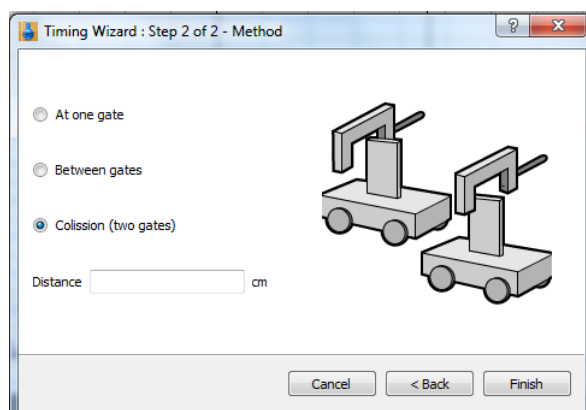 Timing Wizard : Step 2 of 2 - Method
?
At one gate
Between gates
Colission (two gates)
Distance cm
Cancel < Back Finish